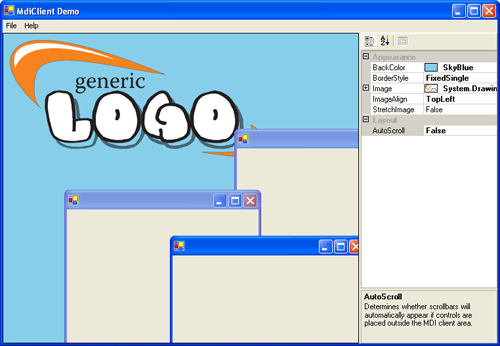 MdiClient Demo
File Help
generic
LOGO
Appearance
BackColor SkyBlue
BorderStyle FixedSingle
Image System.Drawin
ImageAlign TopLeft
StretchImage False
Layout
AutoScroll False
AutoScroll
Determines whether scrollbars will
automatically appear if controls are
placed outside the MDI client area.